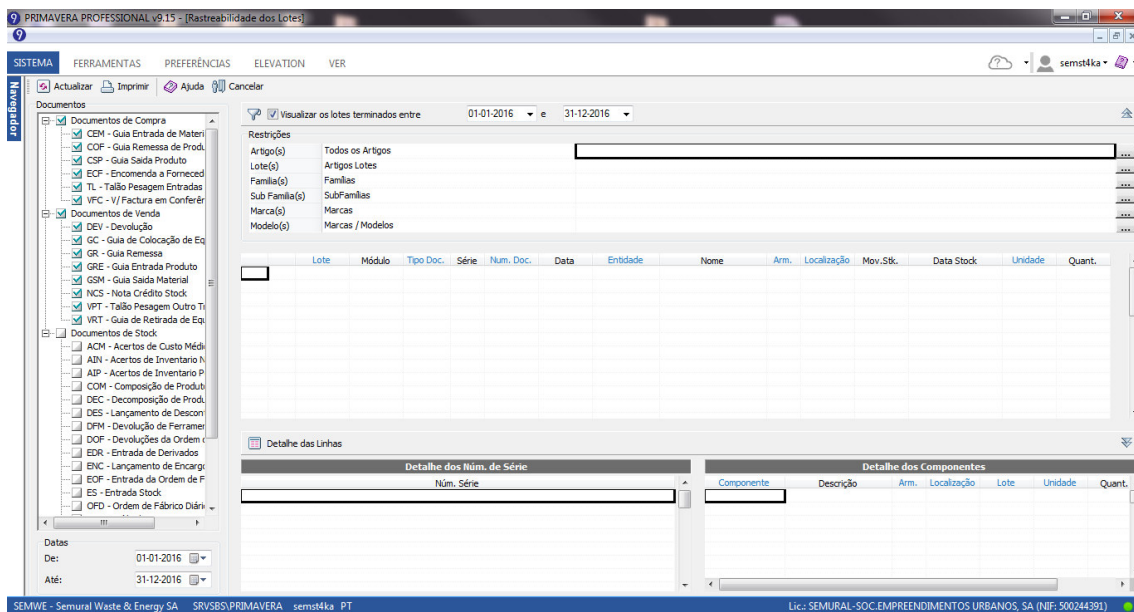 PRIMAVERA PROFESSIONAL v9.15 - [Rastreabilidade dos Lotes]
SISTEMA FERRAMENTAS PREFERÊNCIAS ELEVATION VER semst4ka
Actualizar Imprimir Ajuda Cancelar
Navegador
Documentos
Documentos de Compra
CEM - Guia Entrada de Materi
COF - Guia Remessa de Produ
CSP - Guia Saida Produto
ECF - Encomenda a Forneced
TL - Talão Pesagem Entradas
VFC - V/ Factura em Conferêr
Documentos de Venda
DEV - Devolução
GC - Guia de Colocação de Eq
GR - Guia Remessa
GRE - Guia Entrada Produto
GSM - Guia Saida Material
NCS - Nota Crédito Stock
VPT - Talão Pesagem Outro Ti
VRT - Guia de Retirada de Equ
Documentos de Stock
ACM - Acertos de Custo Médi
AIN - Acertos de Inventario N
AIP - Acertos de Inventario P
COM - Composição de Produt
DEC - Decomposição de Produ
DES - Lançamento de Descon
DFM - Devolução de Ferramer
DOF - Devoluções da Ordem d
EDR - Entrada de Derivados
ENC - Lançamento de Encargo
EOF - Entrada da Ordem de F
ES - Entrada Stock
OFD - Ordem de Fábrico Diári
Datas
De: 01-01-2016
Até: 31-12-2016
Visualizar os lotes terminados entre 01-01-2016 e 31-12-2016
Restrições
Artigo(s) Todos os Artigos
Lote(s) Artigos Lotes
Familia(s) Famílias
Sub Familia(s) SubFamílias
Marca(s) Marcas
Modelo(s) Marcas / Modelos
Lote Módulo Tipo Doc. Série Num. Doc. Data Entidade Nome Arm. Localização Mov.Stk. Data Stock Unidade Quant.
Detalhe das Linhas
Detalhe dos Núm. de Série
Núm. Série
Detalhe dos Componentes
Componente Descrição Arm. Localização Lote Unidade Quant.
SEMWE - Semural Waste & Energy SA SRVSBS\PRIMAVERA semst4ka PT Lic.: SEMURAL-SOC.EMPREENDIMENTOS URBANOS, SA (NIF: 500244391)